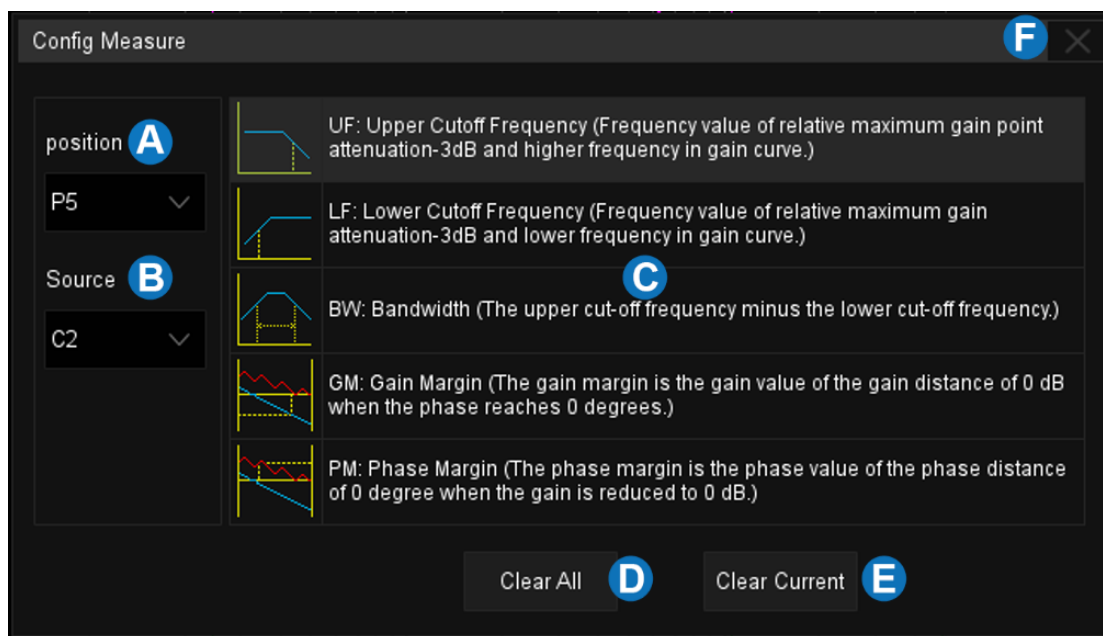 Config Measure
F
position A
P5
Source B
C2
UF: Upper Cutoff Frequency (Frequency value of relative maximum gain point
attenuation-3dB and higher frequency in gain curve.)
LF: Lower Cutoff Frequency (Frequency value of relative maximum gain
attenuation-3dB and lower frequency in gain curve.)
C
BW: Bandwidth (The upper cut-off frequency minus the lower cut-off frequency.)
GM: Gain Margin (The gain margin is the gain value of the gain distance of 0 dB
when the phase reaches 0 degrees.)
PM: Phase Margin (The phase margin is the phase value of the phase distance
of 0 degree when the gain is reduced to 0 dB.)
Clear All D
Clear Current E